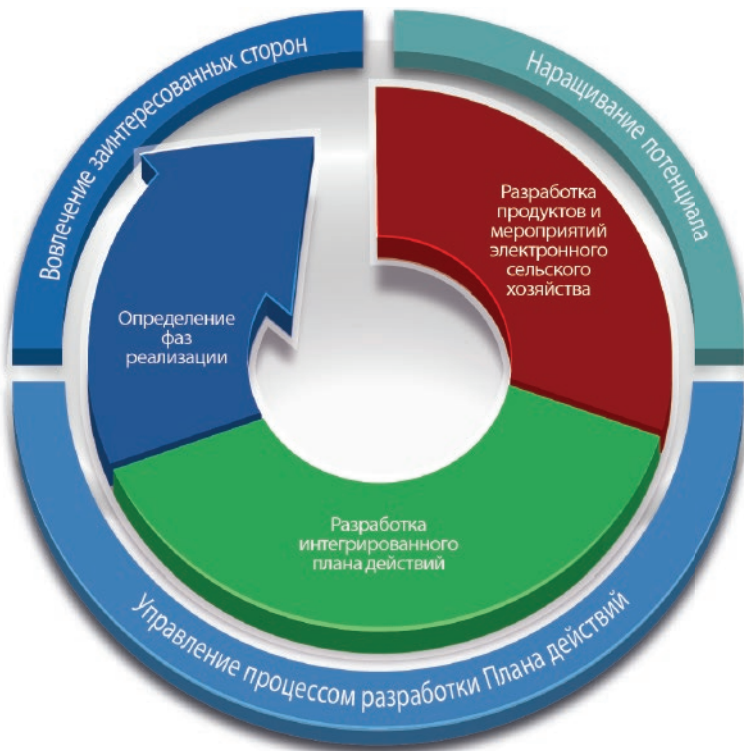 Вовлечение заинтересованных сторон
Наращивание потенциала
Разработка
продуктов и
мероприятий
электронного
сельского
хозяйства
Определение
фаз
реализации
Разработка
интегрированного
плана действий
Управление процессом разработки Плана действий